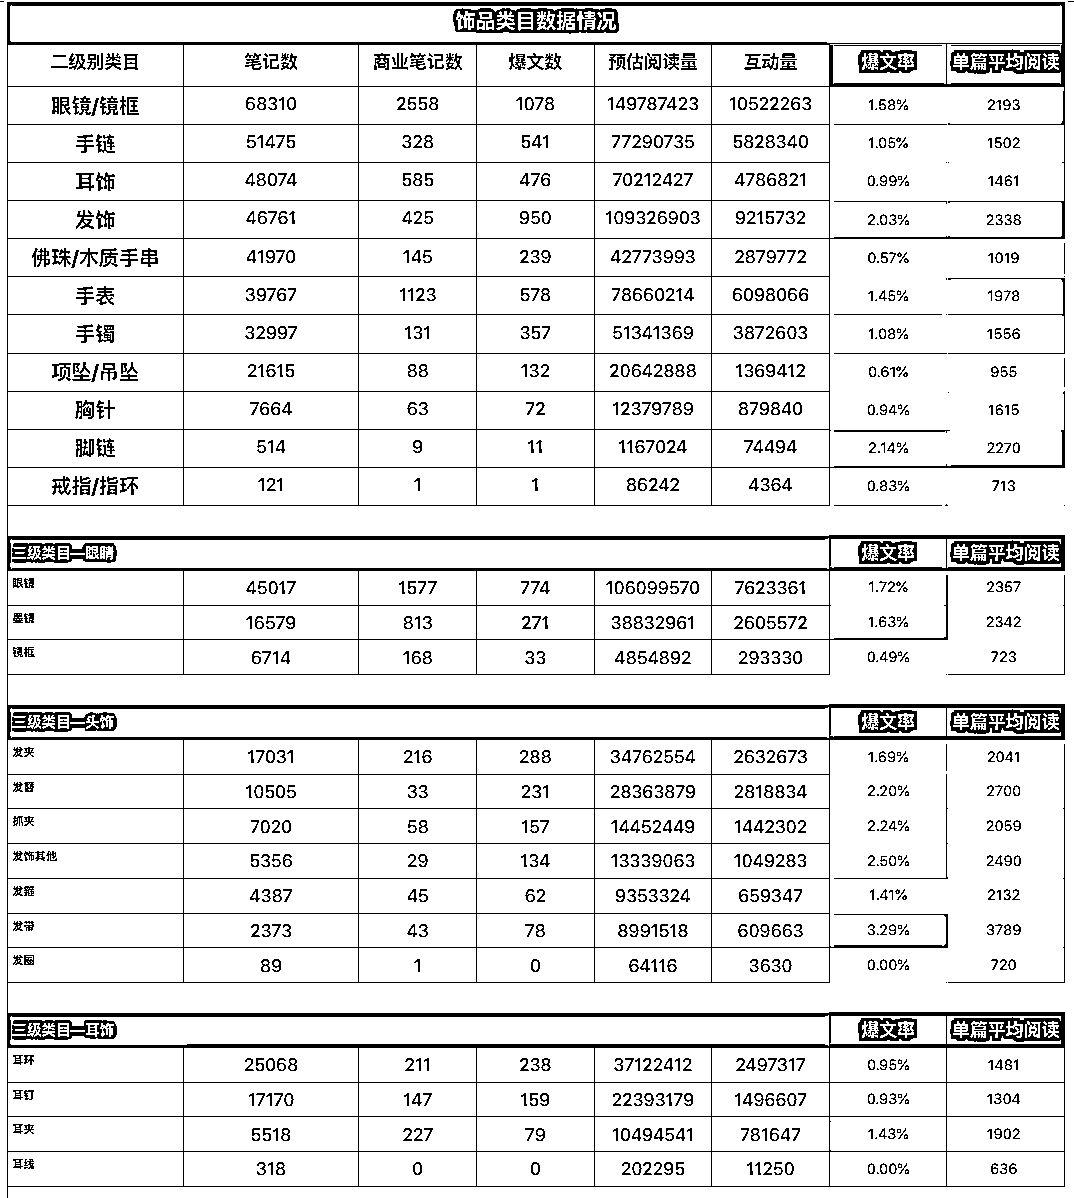 饰品类目数据情况
二级别类目 笔记数 商业笔记数 爆文数 预估阅读量 互动量 爆文率 单篇平均阅读
眼镜/镜框 68310 2558 1078 149787423 10522263 1.58% 2193
手链 51475 328 541 77290735 5828340 1.05% 1502
耳饰 48074 585 476 70212427 4786821 0.99% 1461
发饰 46761 425 950 109326903 9215732 2.03% 2338
佛珠/木质手串 41970 145 239 42773993 2879772 0.57% 1019
手表 39767 1123 578 78660214 6098066 1.45% 1978
手镯 32997 131 357 51341369 3872603 1.08% 1556
项坠/吊坠 21615 88 132 20642888 1369412 0.61% 955
胸针 7664 63 72 12379789 879840 0.94% 1615
脚链 514 9 11 1167024 74494 2.14% 2270
戒指/指环 121 1 1 86242 4364 0.83% 713
三级类目—眼睛 爆文率 单篇平均阅读
眼镜 45017 1577 774 106099570 7623361 1.72% 2357
墨镜 16579 813 271 38832961 2605572 1.63% 2342
镜框 6714 168 33 4854892 293330 0.49% 723
三级类目—头饰 爆文率 单篇平均阅读
发夹 17031 216 288 34762554 2632673 1.69% 2041
发簪 10505 33 231 28363879 2818834 2.20% 2700
抓夹 7020 58 157 14452449 1442302 2.24% 2059
发饰其他 5356 29 134 13339063 1049283 2.50% 2490
发箍 4387 45 62 9353324 659347 1.41% 2132
发带 2373 43 78 8991518 609663 3.29% 3789
发圈 89 1 0 64116 3630 0.00% 720
三级类目—耳饰 爆文率 单篇平均阅读
耳环 25068 211 238 37122412 2497317 0.95% 1481
耳钉 17170 147 159 22393179 1496607 0.93% 1304
耳夹 5518 227 79 10494541 781647 1.43% 1902
耳线 318 0 0 202295 11250 0.00% 636